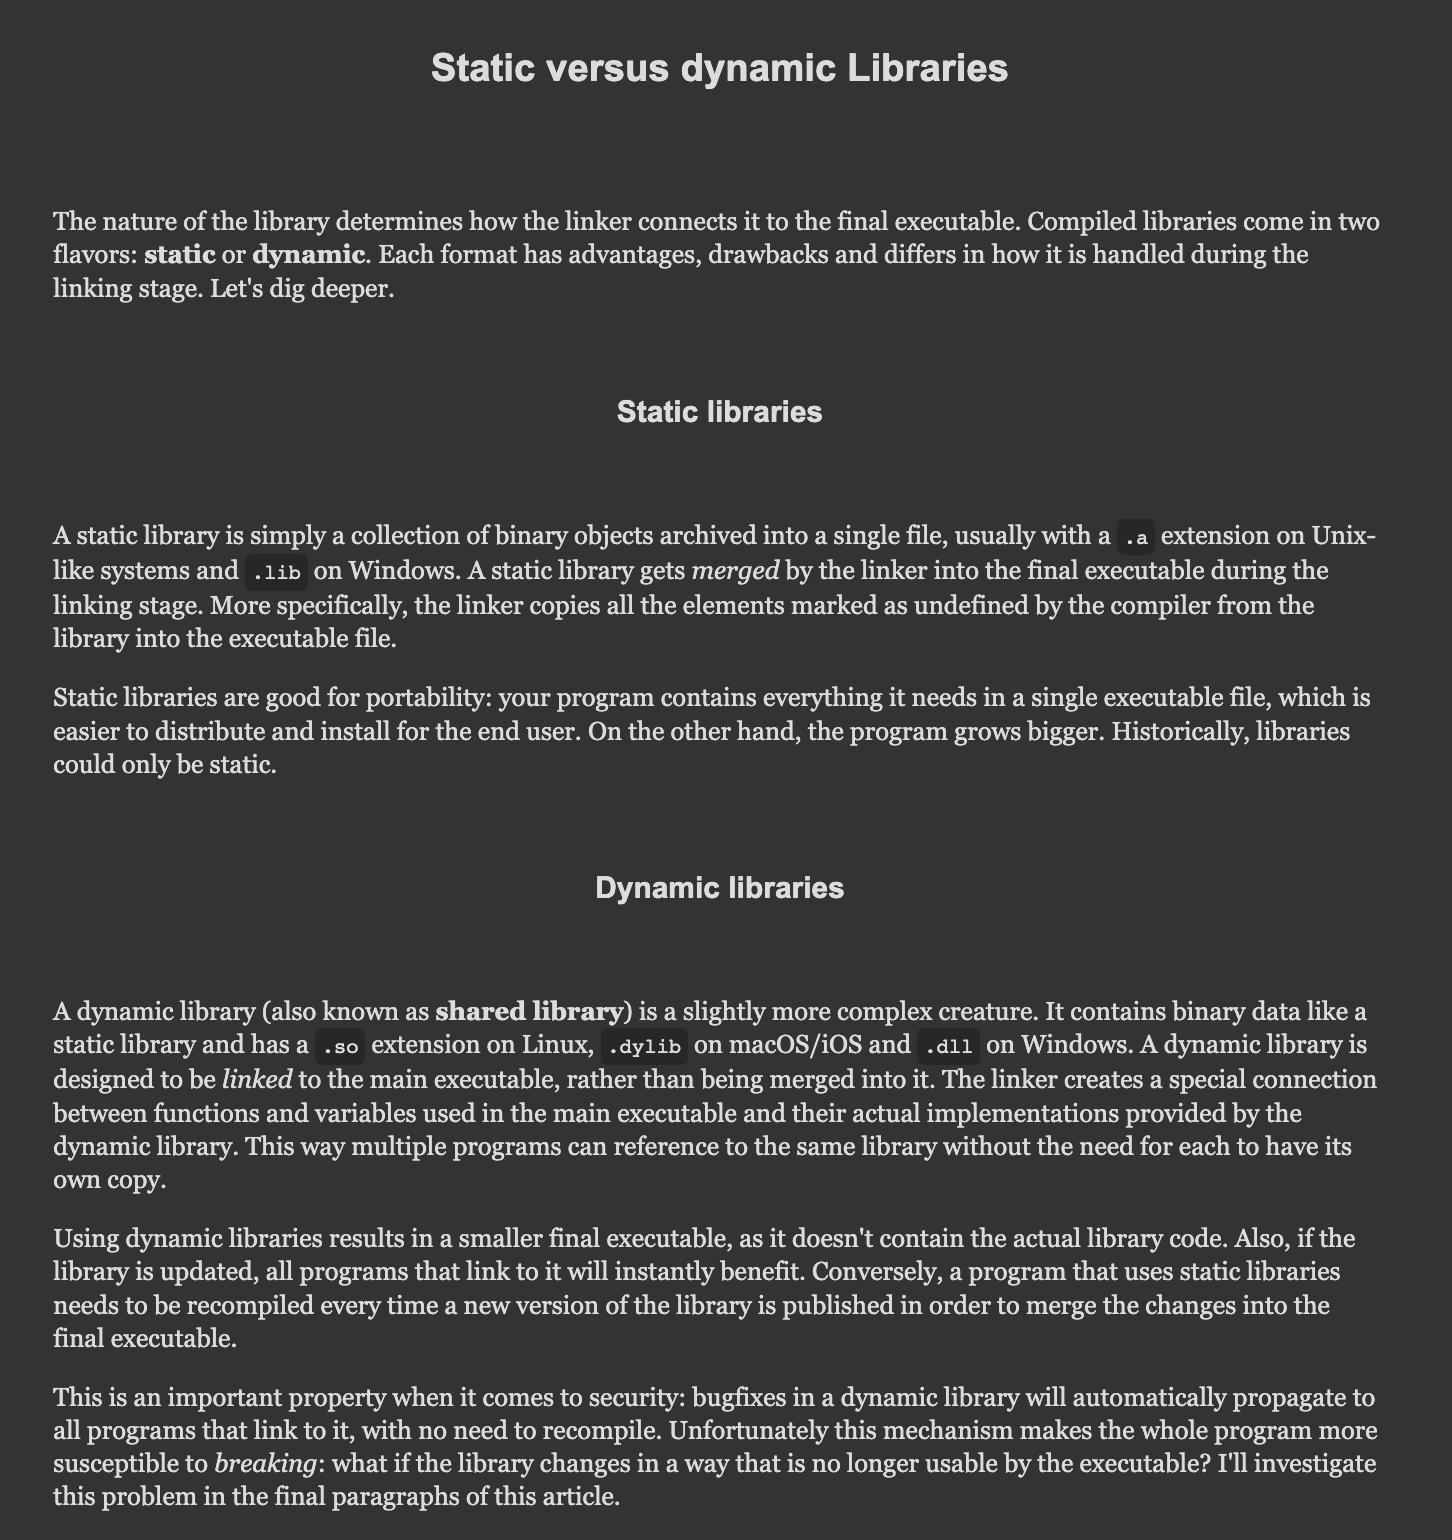 Static versus dynamic Libraries
The nature of the library determines how the linker connects it to the final executable. Compiled libraries come in two
flavors: static or dynamic. Each format has advantages, drawbacks and differs in how it is handled during the
linking stage. Let's dig deeper.
Static libraries
A static library is simply a collection of binary objects archived into a single file, usually with a .a extension on Unix-
like systems and .lib on Windows. A static library gets merged by the linker into the final executable during the
linking stage. More specifically, the linker copies all the elements marked as undefined by the compiler from the
library into the executable file.
Static libraries are good for portability: your program contains everything it needs in a single executable file, which is
easier to distribute and install for the end user. On the other hand, the program grows bigger. Historically, libraries
could only be static.
Dynamic libraries
A dynamic library (also known as shared library) is a slightly more complex creature. It contains binary data like a
static library and has a .so extension on Linux, .dylib on macOS/iOS and .dll on Windows. A dynamic library is
designed to be linked to the main executable, rather than being merged into it. The linker creates a special connection
between functions and variables used in the main executable and their actual implementations provided by the
dynamic library. This way multiple programs can reference to the same library without the need for each to have its
own copy.
Using dynamic libraries results in a smaller final executable, as it doesn't contain the actual library code. Also, if the
library is updated, all programs that link to it will instantly benefit. Conversely, a program that uses static libraries
needs to be recompiled every time a new version of the library is published in order to merge the changes into the
final executable.
This is an important property when it comes to security: bugfixes in a dynamic library will automatically propagate to
all programs that link to it, with no need to recompile. Unfortunately this mechanism makes the whole program more
susceptible to breaking: what if the library changes in a way that is no longer usable by the executable? I'll investigate
this problem in the final paragraphs of this article.